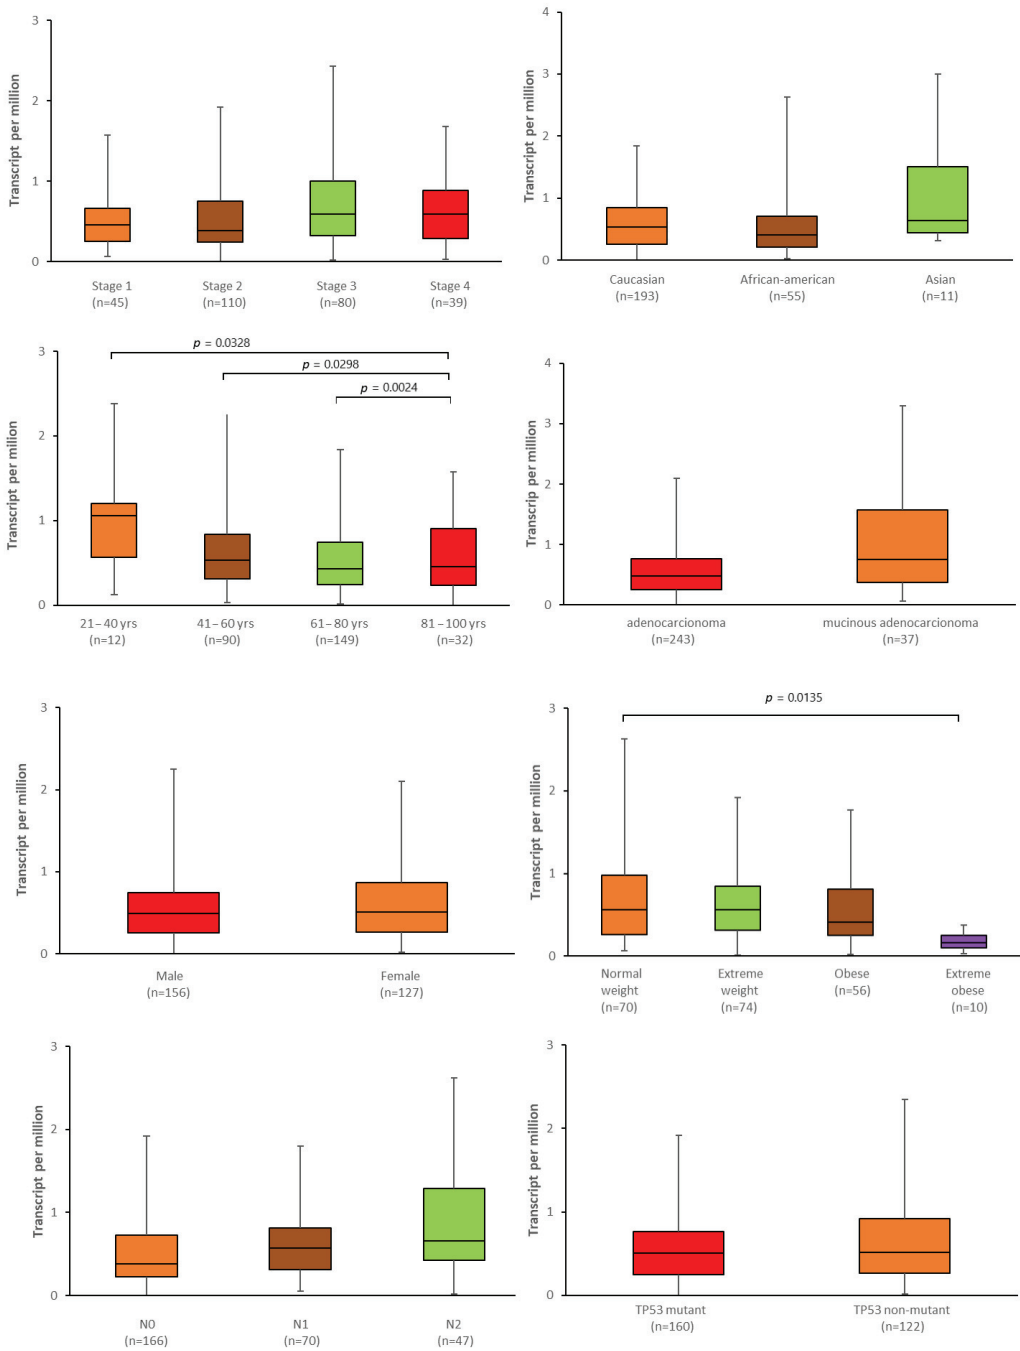 Transcript per million
3
2
1
0
Stage 1
(n=45)
Stage 2
(n=110)
Stage 3
(n=80)
Stage 4
(n=39)
Transcript per million
4
3
2
1
0
Caucasian
(n=193)
African-american
(n=55)
Asian
(n=11)
Transcript per million
3
2
1
0
p = 0.0328
p = 0.0298
p = 0.0024
21–40 yrs
(n=12)
41–60 yrs
(n=90)
61–80 yrs
(n=149)
81–100 yrs
(n=32)
Transcrip per million
4
3
2
1
0
adenocarcionoma
(n=243)
mucinous adenocarcionoma
(n=37)
Transcript per million
3
2
1
0
Male
(n=156)
Female
(n=127)
Transcript per million
3
2
1
0
p = 0.0135
Normal
weight
(n=70)
Extreme
weight
(n=74)
Obese
(n=56)
Extreme
obese
(n=10)
Transcript per million
3
2
1
0
N0
(n=166)
N1
(n=70)
N2
(n=47)
Transcript per million
3
2
1
0
TP53 mutant
(n=160)
TP53 non-mutant
(n=122)